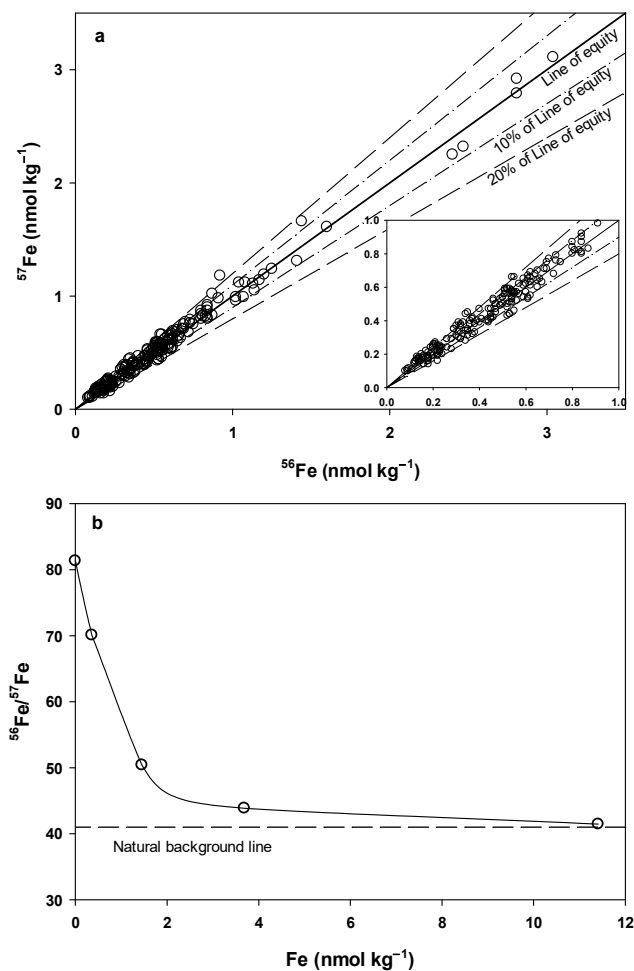 a
3
2
1
0
⁵⁷Fe (nmol kg⁻¹)
Line of equity
10% of Line of equity
20% of Line of equity
1.0
0.8
0.6
0.4
0.2
0.0
0.0 0.2 0.4 0.6 0.8 1.0
0 1 2 3
⁵⁶Fe (nmol kg⁻¹)
b
90
80
70
60
50
40
30
⁵⁶Fe/⁵⁷Fe
Natural background line
0 2 4 6 8 10 12
Fe (nmol kg⁻¹)